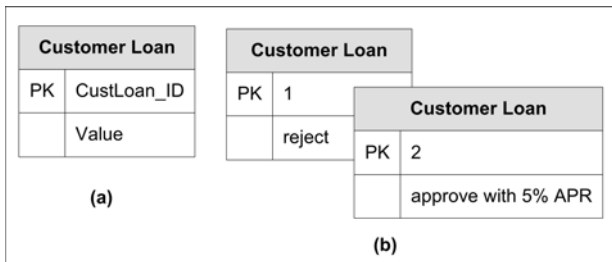 Customer Loan
PK CustLoan_ID
Value
(a)
Customer Loan
PK 1
reject
Customer Loan
PK 2
approve with 5% APR
(b)